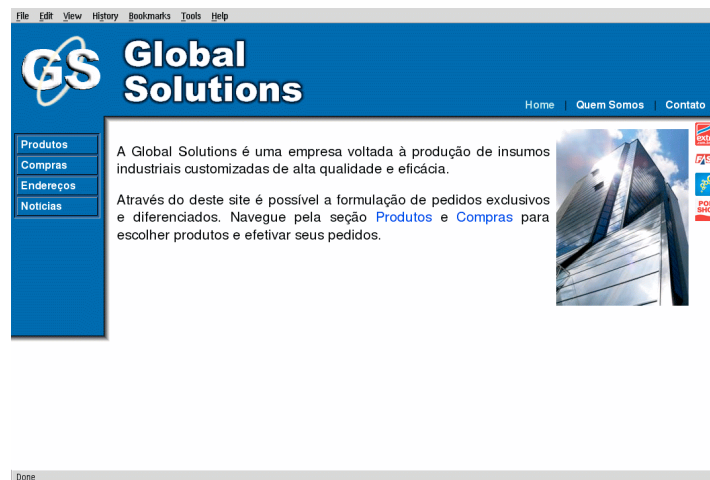 File Edit View History Bookmarks Tools Help
GS
Global
Solutions
Home | Quem Somos | Contato
Produtos
Compras
Endereços
Notícias
A Global Solutions é uma empresa voltada à produção de insumos
industriais customizadas de alta qualidade e eficácia.
Através do deste site é possível a formulação de pedidos exclusivos
e diferenciados. Navegue pela seção Produtos e Compras para
escolher produtos e efetivar seus pedidos.
extra
Done